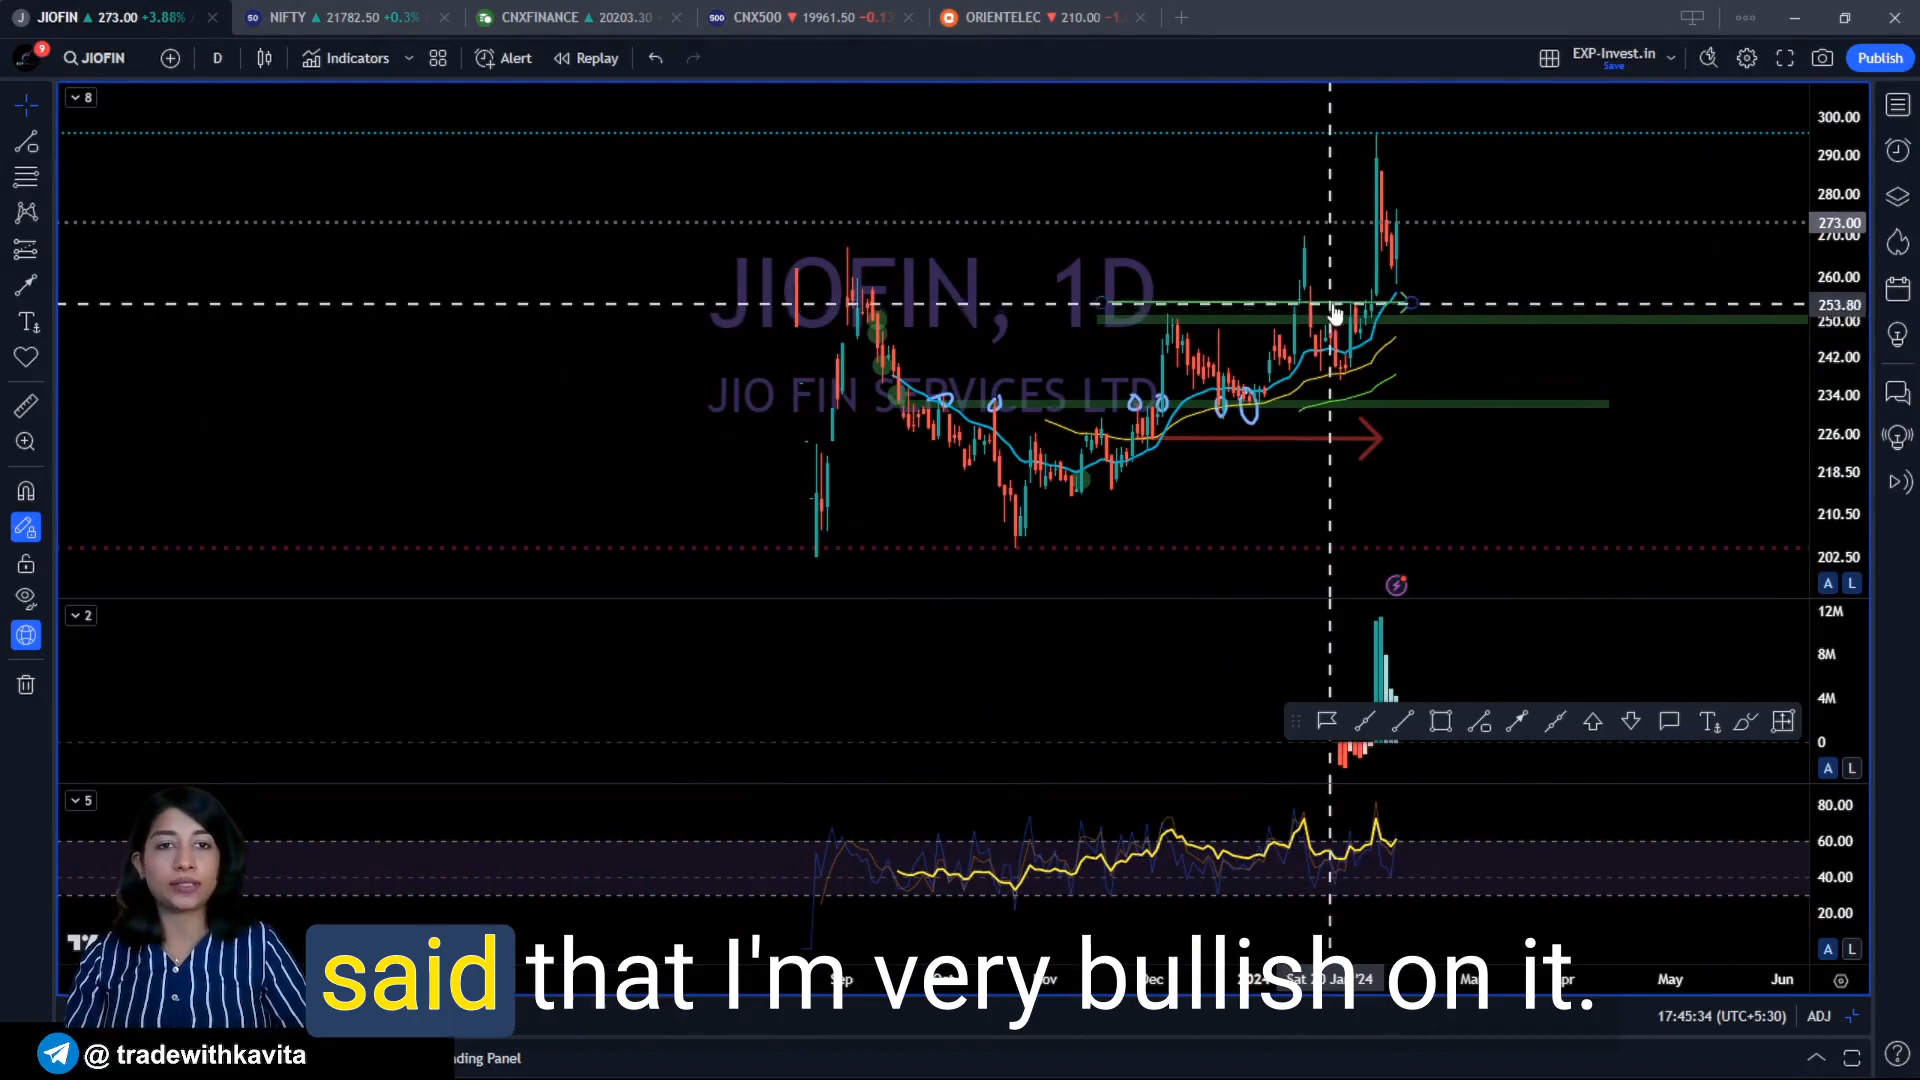 JIOFIN ▲ 273.00 +3.88%
NIFTY ▲ 21782.50 +0.3%
CNXFINANCE ▲ 20203.30
CNX500 ▼ 19961.50
ORIENTELEC ▼ 210.00
9
JIOFIN
D
Indicators
Alert
Replay
EXP-Invest.in
Save
Publish
8
JIOFIN, 1D
JIO FIN SERVICES LTD
300.00
290.00
280.00
273.00
270.00
260.00
253.80
250.00
242.00
234.00
226.00
218.50
210.50
202.50
A L
2
12M
8M
4M
0
A L
5
80.00
60.00
40.00
20.00
A L
said that I'm very bullish on it.
Sep
Nov
Dec
2024
Sat 20 Jan '24
May
Jun
17:45:34 (UTC+5:30)
ADJ
@ tradewithkavita
ding Panel